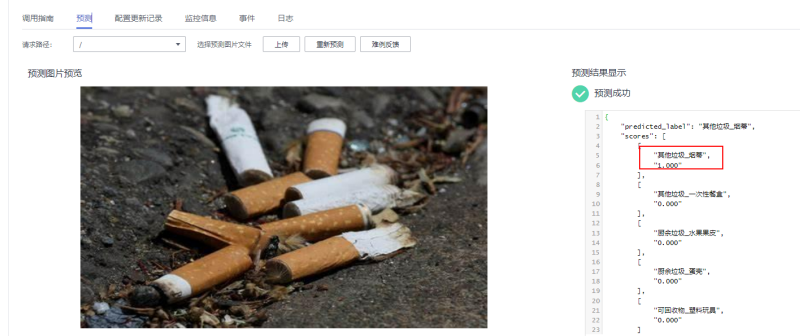 调用指南 预测 配置更新记录 监控信息 事件 日志
请求路径: / 选择预测图片文件 上传 重新预测 难例反馈
预测图片预览
预测结果显示
预测成功
1 {
2 "predicted_label": "其他垃圾_烟蒂",
3 "scores": [
4 [
5 "其他垃圾_烟蒂",
6 "1.000"
7 ],
8 [
9 "其他垃圾_一次性餐盒",
10 "0.000"
11 ],
12 [
13 "厨余垃圾_水果果皮",
14 "0.000"
15 ],
16 [
17 "厨余垃圾_蛋壳",
18 "0.000"
19 ],
20 [
21 "可回收物_塑料玩具",
22 "0.000"
23 ]